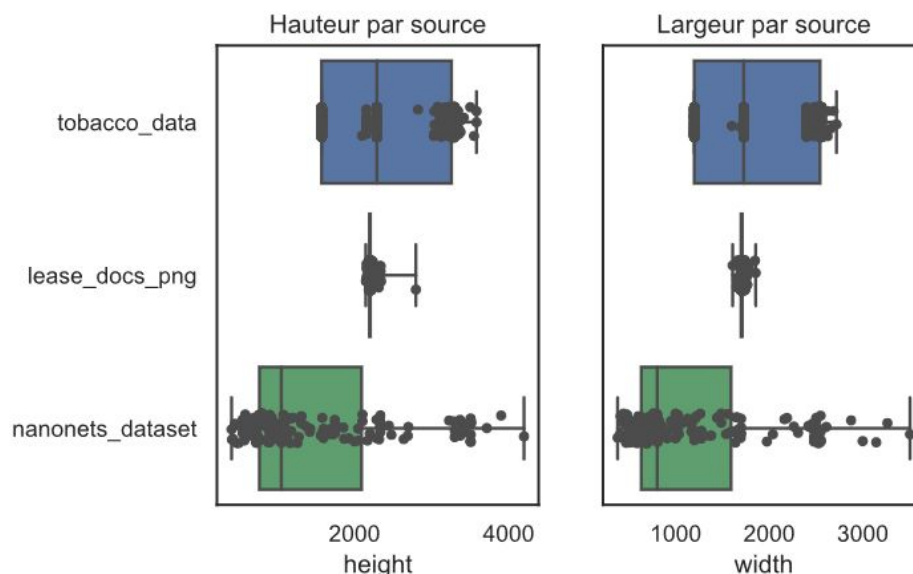 Hauteur par source
Largeur par source
tobacco_data
lease_docs_png
nanonets_dataset
2000 4000
height
1000 2000 3000
width